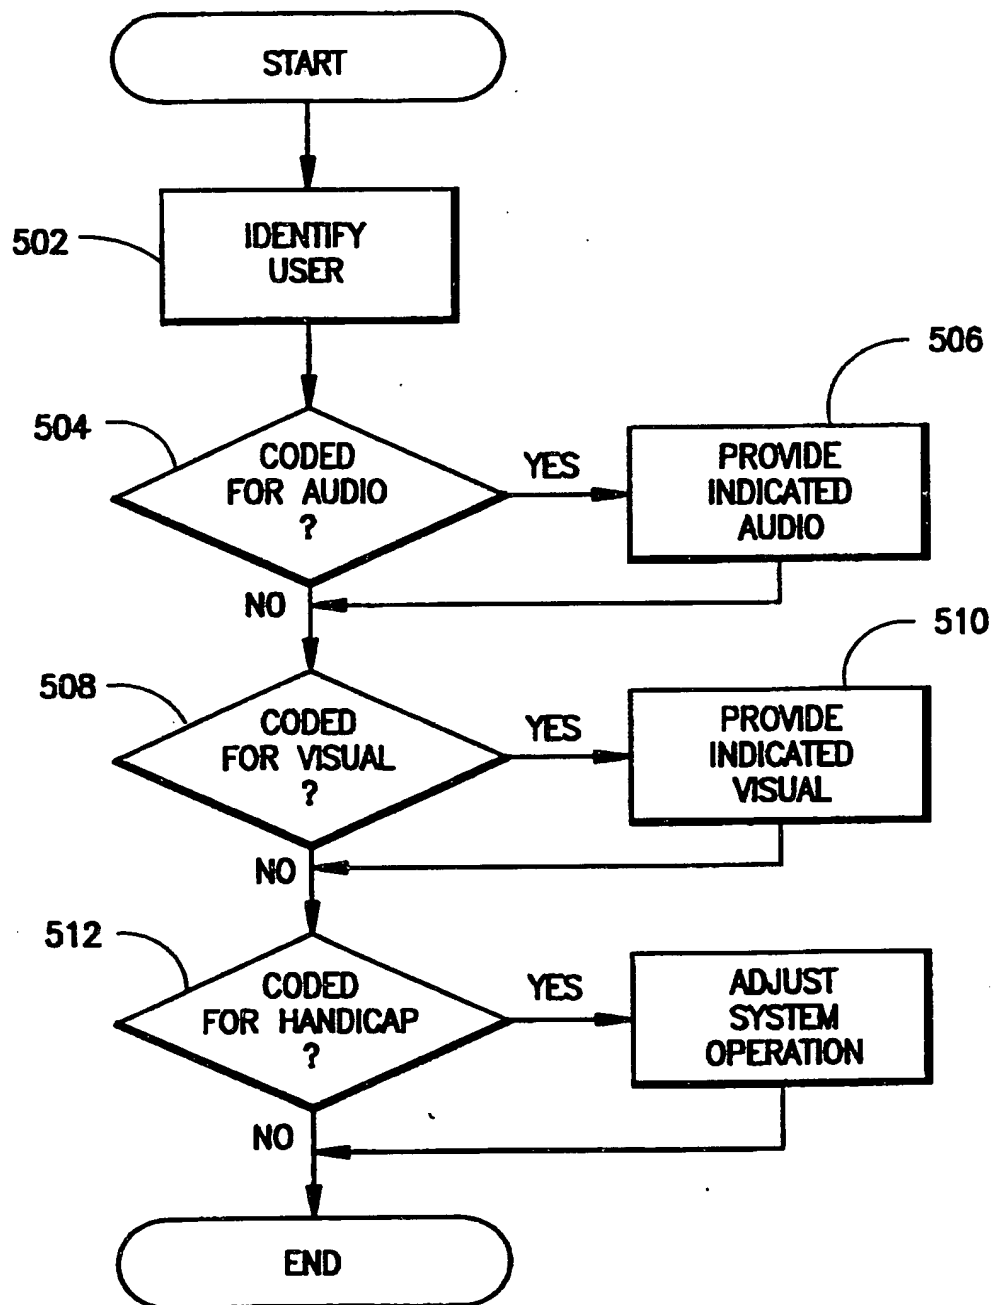 START
502
IDENTIFY
USER
504
CODED
FOR AUDIO
?
YES
506
PROVIDE
INDICATED
AUDIO
NO
508
CODED
FOR VISUAL
?
YES
510
PROVIDE
INDICATED
VISUAL
NO
512
CODED
FOR HANDICAP
?
YES
ADJUST
SYSTEM
OPERATION
NO
END